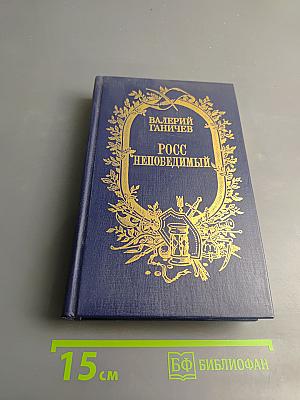 ВАЛЕРИЙ
ГАНИЧЕВ
РОСС
НЕПОБЕДИМЫЙ
15 см
БФ БИБЛИОФАН